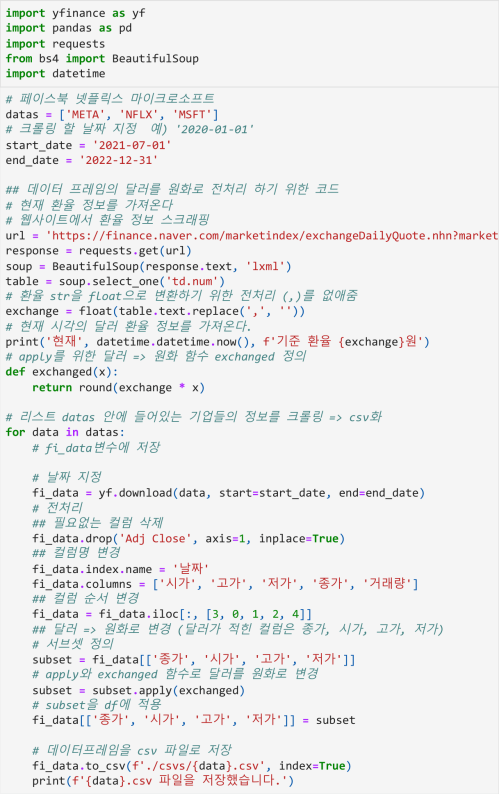 import yfinance as yf
import pandas as pd
import requests
from bs4 import BeautifulSoup
import datetime
# 페이스북 넷플릭스 마이크로소프트
datas = ['META', 'NFLX', 'MSFT']
# 크롤링 할 날짜 지정  예) '2020-01-01'
start_date = '2021-07-01'
end_date = '2022-12-31'

## 데이터 프레임의 달러를 원화로 전처리 하기 위한 코드
# 현재 환율 정보를 가져온다
# 웹사이트에서 환율 정보 스크래핑
url = 'https://finance.naver.com/marketindex/exchangeDailyQuote.nhn?market
response = requests.get(url)
soup = BeautifulSoup(response.text, 'lxml')
table = soup.select_one('td.num')
# 환율 str을 float으로 변환하기 위한 전처리 (,)를 없애줌
exchange = float(table.text.replace(',', ''))
# 현재 시각의 달러 환율 정보를 가져온다.
print('현재', datetime.datetime.now(), f'기준 환율 {exchange}원')
# apply를 위한 달러 => 원화 함수 exchanged 정의
def exchanged(x):
    return round(exchange * x)

# 리스트 datas 안에 들어있는 기업들의 정보를 크롤링 => csv화
for data in datas:
    # fi_data변수에 저장

    # 날짜 지정
    fi_data = yf.download(data, start=start_date, end=end_date)
    # 전처리
    ## 필요없는 컬럼 삭제
    fi_data.drop('Adj Close', axis=1, inplace=True)
    ## 컬럼명 변경
    fi_data.index.name = '날짜'
    fi_data.columns = ['시가', '고가', '저가', '종가', '거래량']
    ## 컬럼 순서 변경
    fi_data = fi_data.iloc[:, [3, 0, 1, 2, 4]]
    ## 달러 => 원화로 변경 (달러가 적힌 컬럼은 종가, 시가, 고가, 저가)
    # 서브셋 정의
    subset = fi_data[['종가', '시가', '고가', '저가']]
    # apply와 exchanged 함수로 달러를 원화로 변경
    subset = subset.apply(exchanged)
    # subset을 df에 적용
    fi_data[['종가', '시가', '고가', '저가']] = subset

    # 데이터프레임을 csv 파일로 저장
    fi_data.to_csv(f'./csvs/{data}.csv', index=True)
    print(f'{data}.csv 파일을 저장했습니다.')